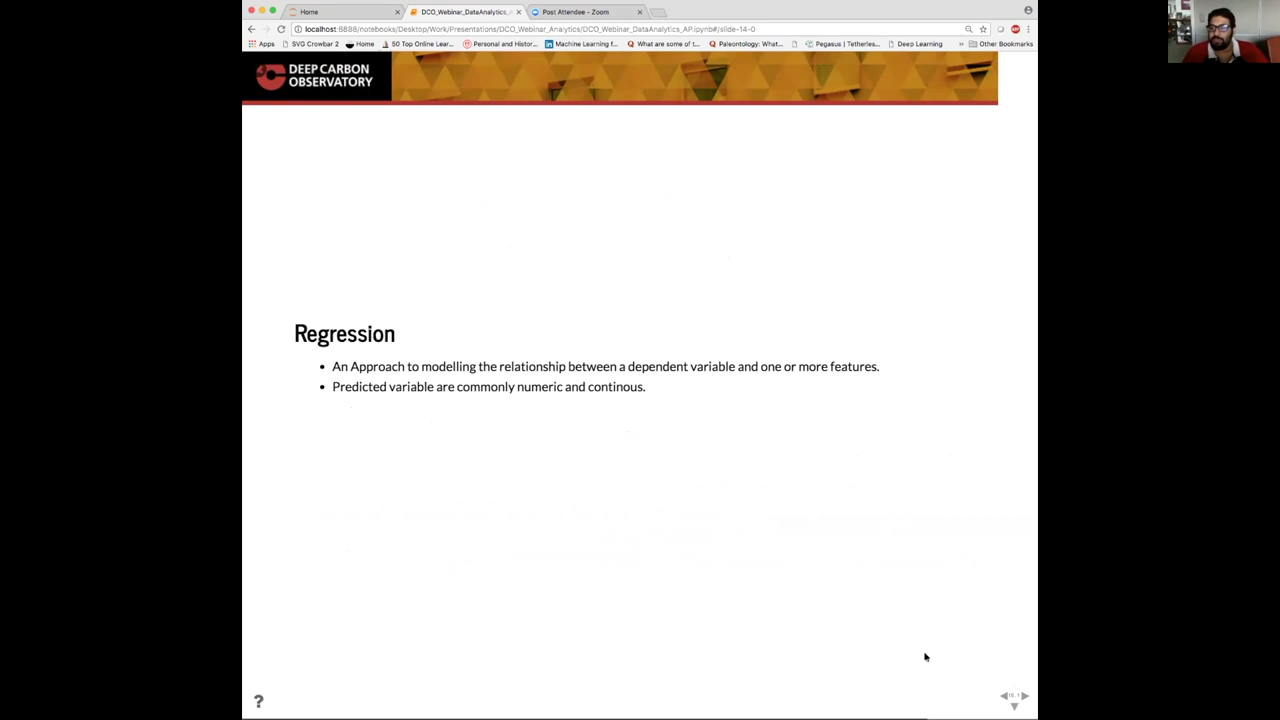 Home
DCO_Webinar_DataAnalytics_A
Post Attendee - Zoom
localhost:8888/notebooks/Desktop/Work/Presentations/DCO_Webinar_Analytics/DCO_Webinar_DataAnalytics_AP.ipynb#/slide-14-0
Apps SVG Crowbar 2 Home 50 Top Online Lear... Personal and Histor... Machine Learning f... What are some of t... Paleontology: What... Pegasus | Tetheries... Deep Learning » Other Bookmarks
DEEP CARBON
OBSERVATORY
Regression
• An Approach to modelling the relationship between a dependent variable and one or more features.
• Predicted variable are commonly numeric and continous.
?